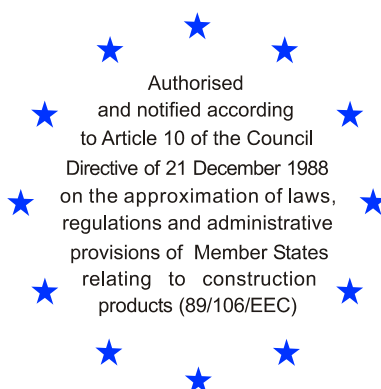 Authorised
and notified according
to Article 10 of the Council
Directive of 21 December 1988
on the approximation of laws,
regulations and administrative
provisions of Member States
relating to construction
products (89/106/EEC)